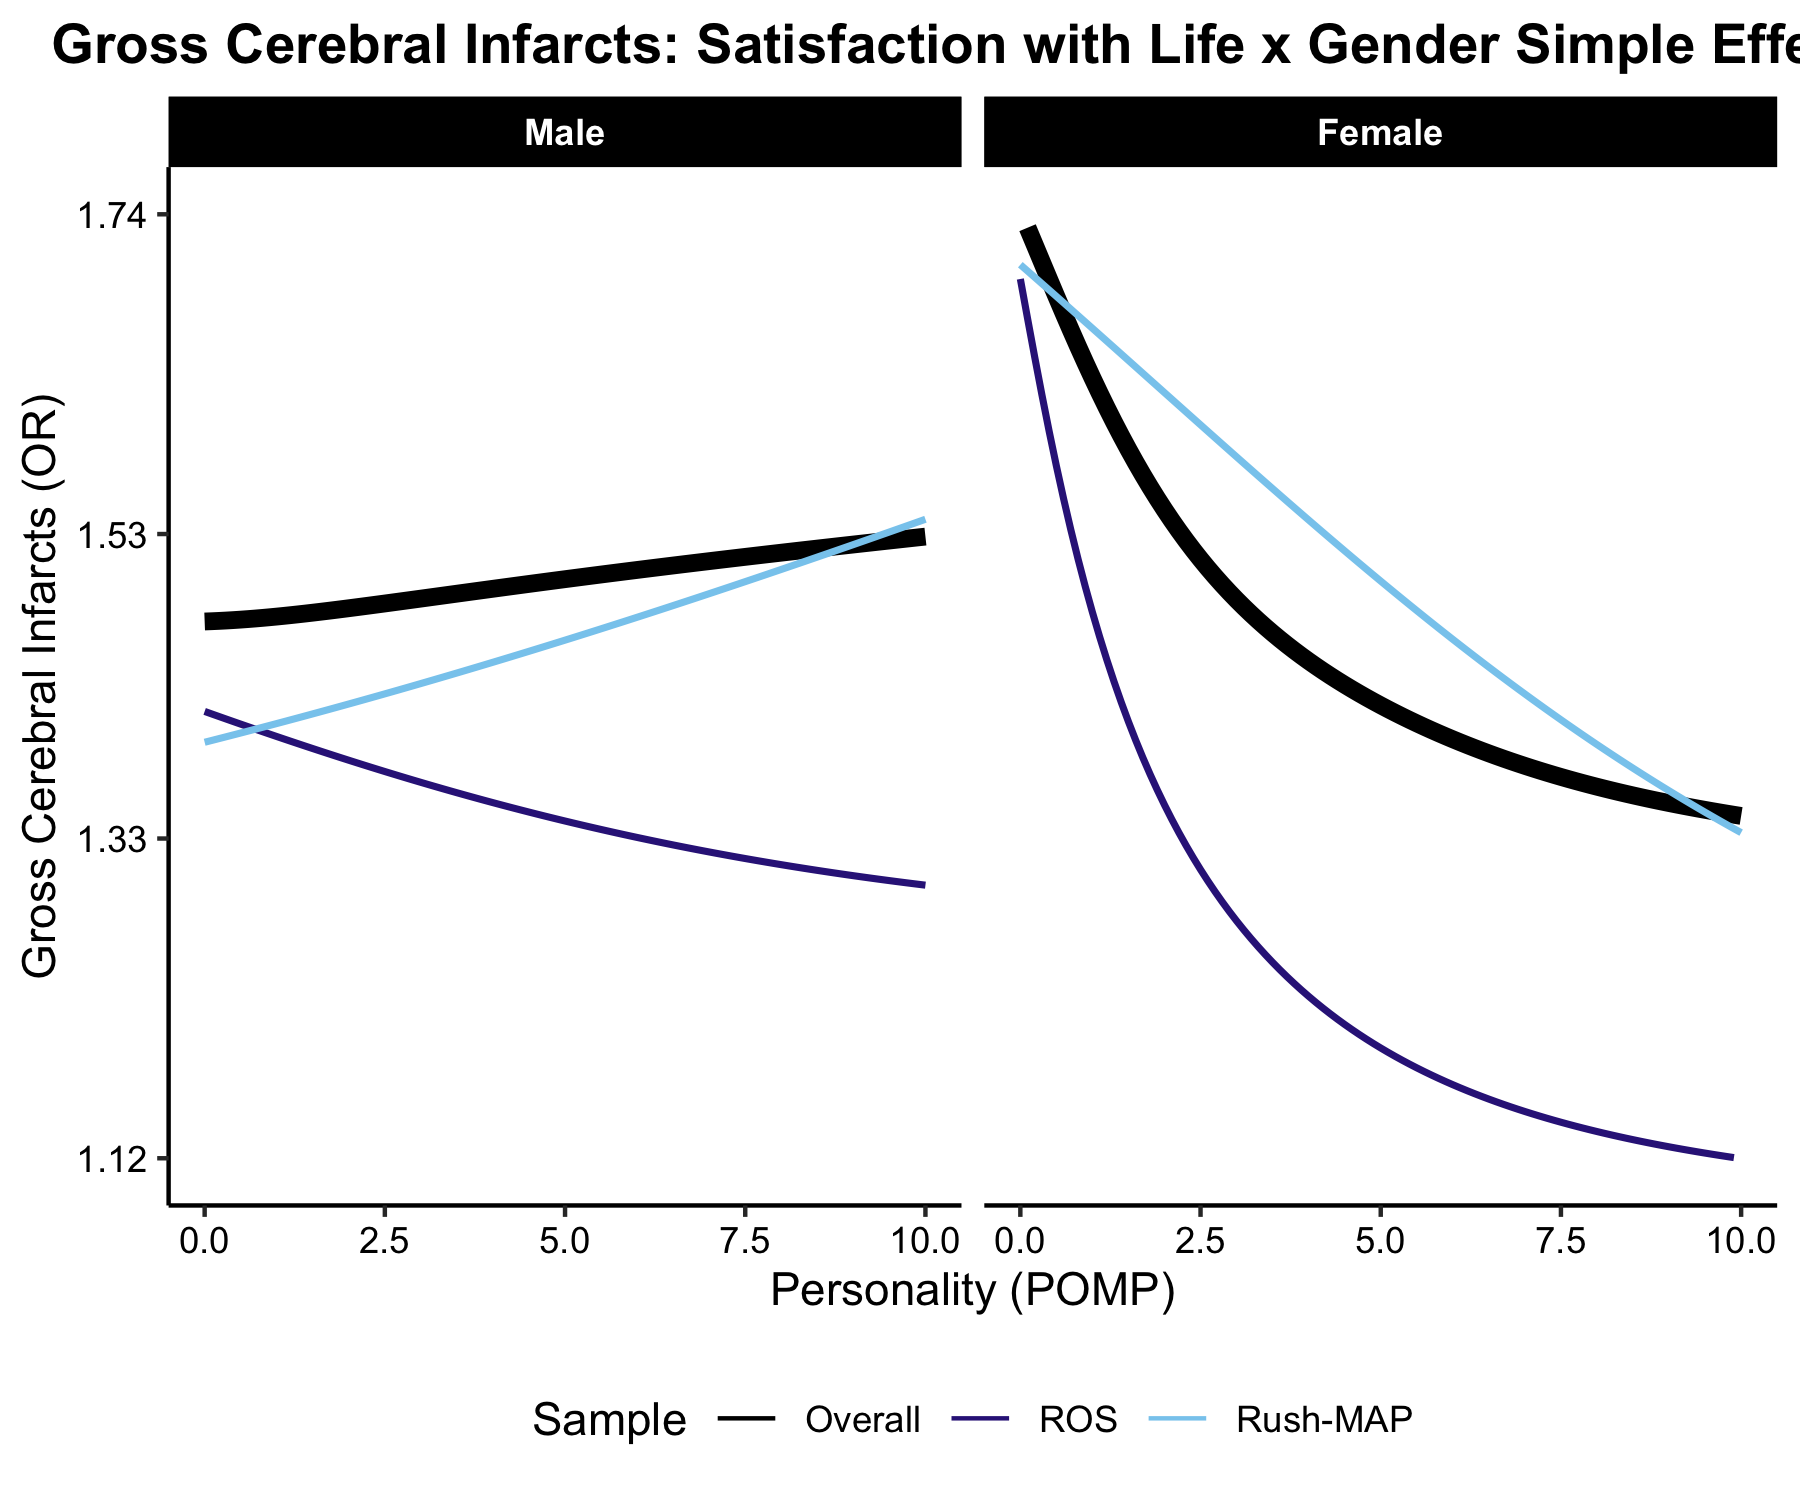 Gross Cerebral Infarcts: Satisfaction with Life x Gender Simple Effe
Male
Female
Gross Cerebral Infarcts (OR)
1.74
1.53
1.33
1.12
0.0 2.5 5.0 7.5 10.0
0.0 2.5 5.0 7.5 10.0
Personality (POMP)
Sample Overall ROS Rush-MAP